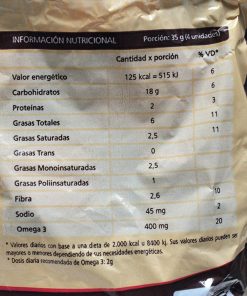 INFORMACIÓN NUTRICIONAL Porción: 35 g (4 unidades)
Cantidad x porción % VD*
Valor energético 125 kcal = 515 kJ 6
Carbohidratos 18 g 6
Proteínas 2 3
Grasas Totales 6 11
Grasas Saturadas 2,5 11
Grasas Trans 0
Grasas Monoinsaturadas 2,5
Grasas Poliinsaturadas 1
Fibra 2,6 10
Sodio 45 mg 2
Omega 3 400 mg 20
* Valores diarios con base a una dieta de 2.000 kcal u 8400 kj. Sus valores diarios pueden ser
mayores o menores dependiendo de sus necesidades energéticas.
* Dosis diaria recomendada de Omega 3: 2g